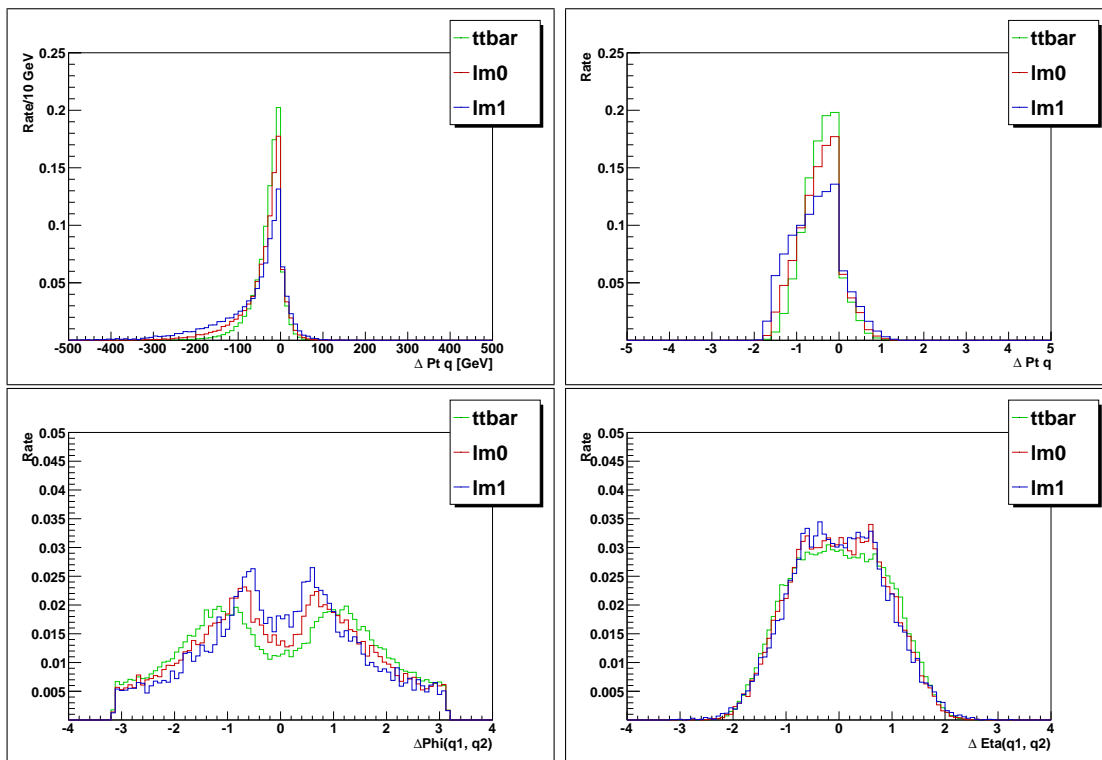 ttbar
lm0
lm1
Rate/10 GeV
0.25
0.2
0.15
0.1
0.05
-500 -400 -300 -200 -100 0 100 200 300 400 500
Δ Pt q [GeV]
ttbar
lm0
lm1
Rate
0.25
0.2
0.15
0.1
0.05
-5 -4 -3 -2 -1 0 1 2 3 4 5
Δ Pt q
ttbar
lm0
lm1
Rate
0.05
0.045
0.04
0.035
0.03
0.025
0.02
0.015
0.01
0.005
-4 -3 -2 -1 0 1 2 3 4
ΔPhi(q1, q2)
ttbar
lm0
lm1
Rate
0.05
0.045
0.04
0.035
0.03
0.025
0.02
0.015
0.01
0.005
-4 -3 -2 -1 0 1 2 3 4
Δ Eta(q1, q2)